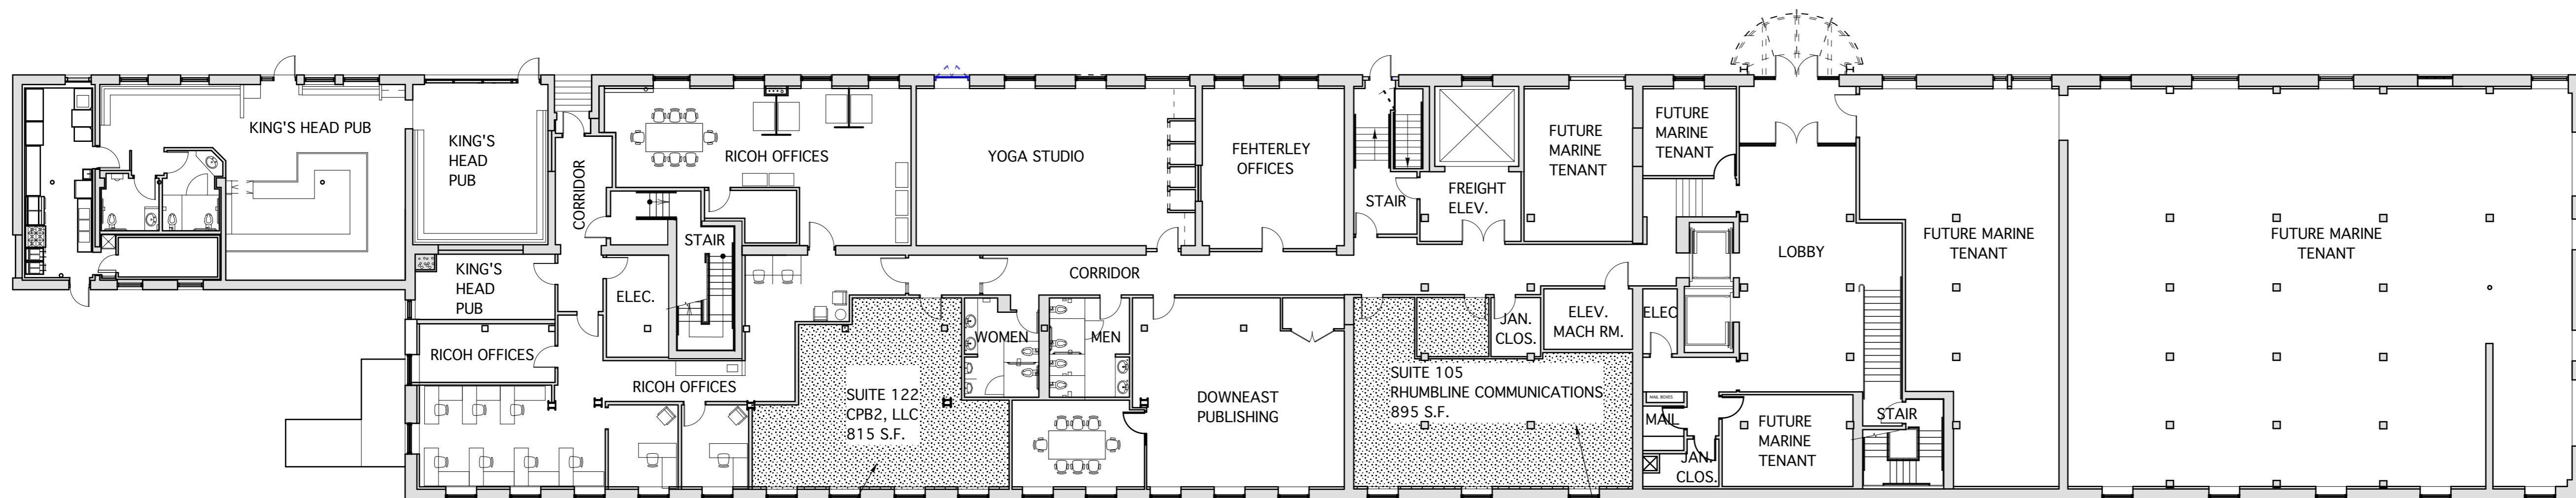 KING'S HEAD PUB
KING'S
HEAD
PUB
CORRIDOR
RICOH OFFICES
YOGA STUDIO
FEHTERLEY
OFFICES
STAIR
FREIGHT
ELEV.
FUTURE
MARINE
TENANT
FUTURE
MARINE
TENANT
LOBBY
FUTURE MARINE
TENANT
FUTURE MARINE
TENANT
KING'S
HEAD
PUB
ELEC.
STAIR
CORRIDOR
RICOH OFFICES
RICOH OFFICES
SUITE 122
CPB2, LLC
815 S.F.
WOMEN
MEN
DOWNEAST
PUBLISHING
SUITE 105
RHUMBLINE COMMUNICATIONS
895 S.F.
JAN.
CLOS.
ELEV.
MACH RM.
ELEC
MAIL BOXES
MAIL
JAN.
CLOS.
FUTURE
MARINE
TENANT
STAIR